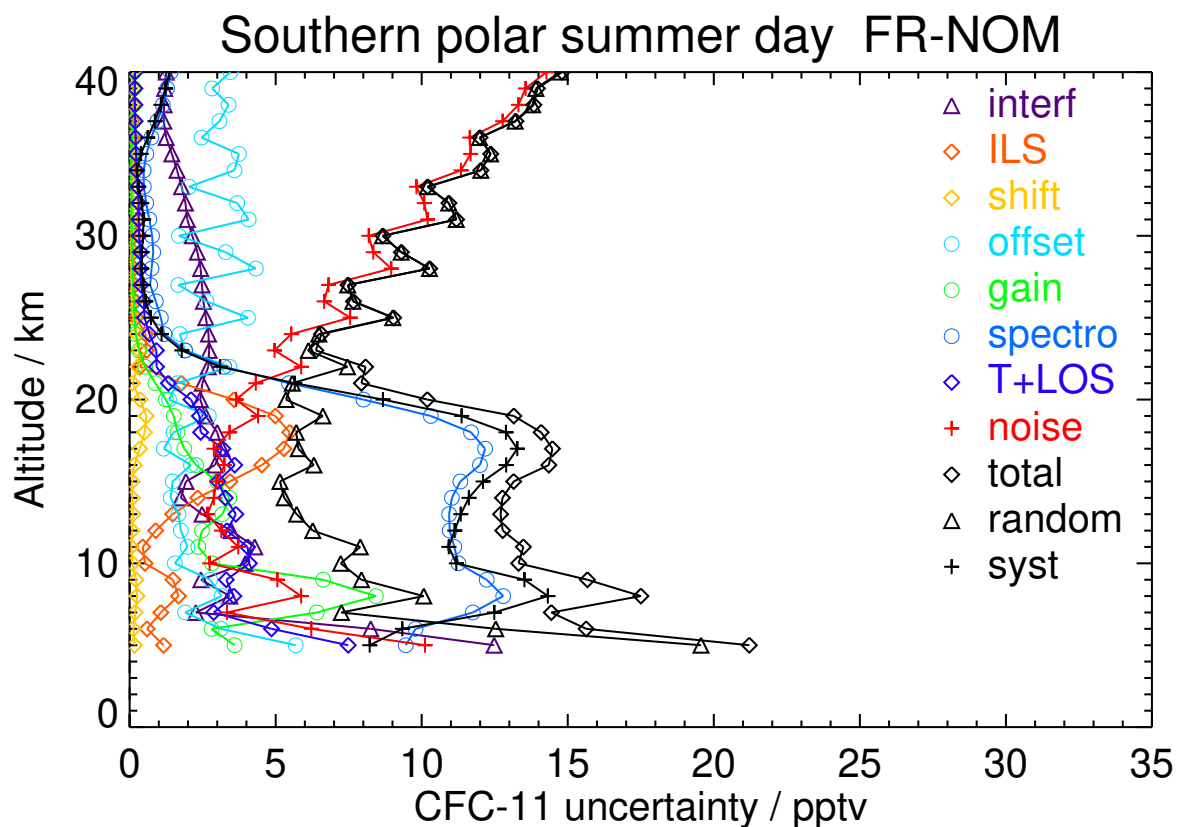 Southern polar summer day FR-NOM
40
30
20
10
0
Altitude / km
interf
ILS
shift
offset
gain
spectro
T+LOS
noise
total
random
syst
0 5 10 15 20 25 30 35
CFC-11 uncertainty / pptv